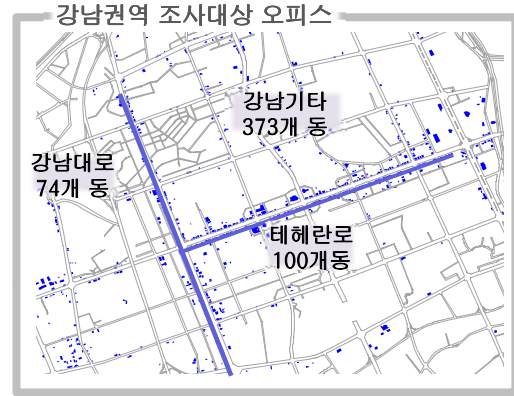 강남권역 조사대상 오피스
강남기타
373개 동
강남대로
74개 동
테헤란로
100개동